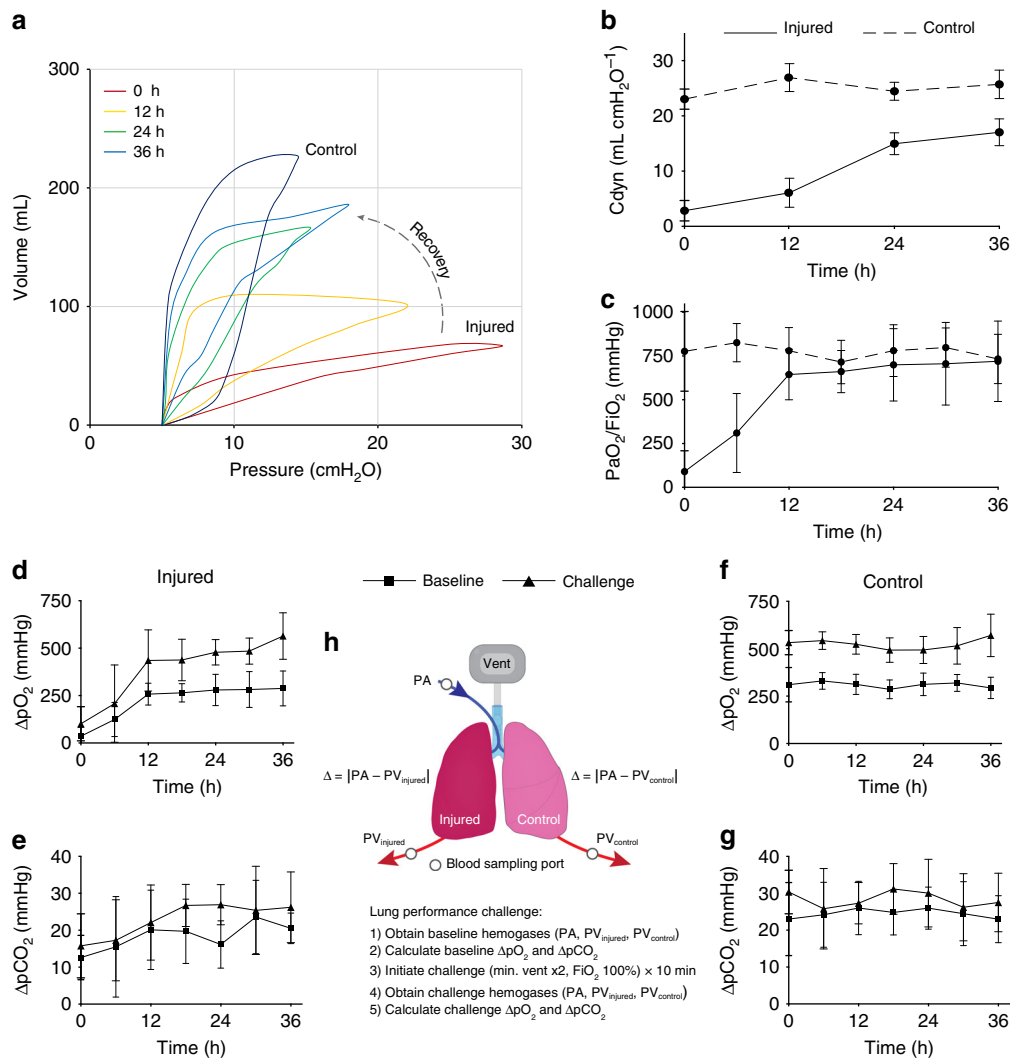 a
300
200
100
0
0
10
20
30
Volume (mL)
Pressure (cmH₂O)
0 h
12 h
24 h
36 h
Control
Recovery
Injured
b
Injured
Control
30
20
10
0
0
12
24
36
Cdyn (mL cmH₂O⁻¹)
Time (h)
c
1000
750
500
250
0
0
12
24
36
PaO₂/FiO₂ (mmHg)
Time (h)
d
Injured
Baseline
Challenge
750
500
250
0
0
12
24
36
ΔpO₂ (mmHg)
Time (h)
f
Control
750
500
250
0
0
12
24
36
ΔpO₂ (mmHg)
Time (h)
h
Vent
PA
Δ = |PA – PVinjured|
Δ = |PA – PVcontrol|
Injured
Control
PVinjured
PVcontrol
Blood sampling port
Lung performance challenge:
1) Obtain baseline hemogases (PA, PVinjured, PVcontrol)
2) Calculate baseline ΔpO₂ and ΔpCO₂
3) Initiate challenge (min. vent x2, FiO₂ 100%) × 10 min
4) Obtain challenge hemogases (PA, PVinjured, PVcontrol)
5) Calculate challenge ΔpO₂ and ΔpCO₂
e
40
30
20
10
0
0
12
24
36
ΔpCO₂ (mmHg)
Time (h)
g
40
30
20
10
0
0
12
24
36
ΔpCO₂ (mmHg)
Time (h)